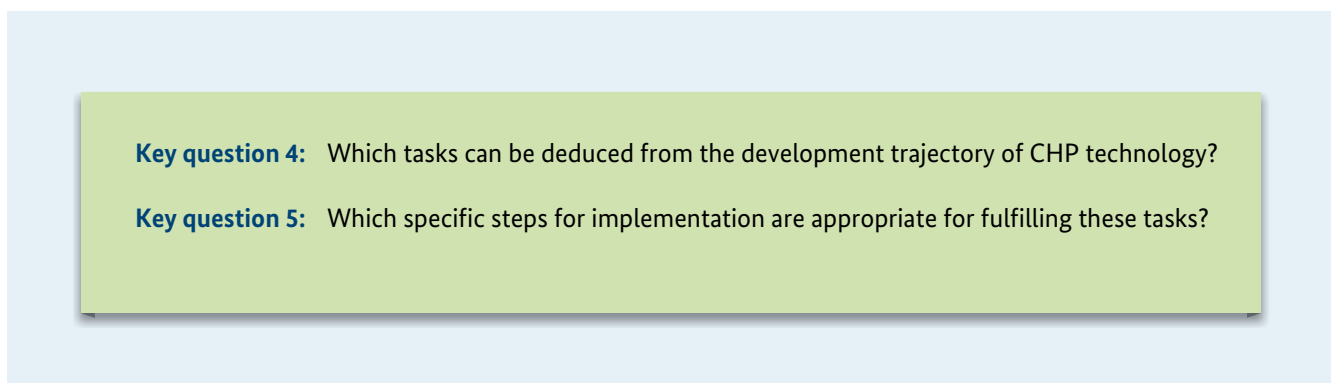 Key question 4: Which tasks can be deduced from the development trajectory of CHP technology?
Key question 5: Which specific steps for implementation are appropriate for fulfilling these tasks?